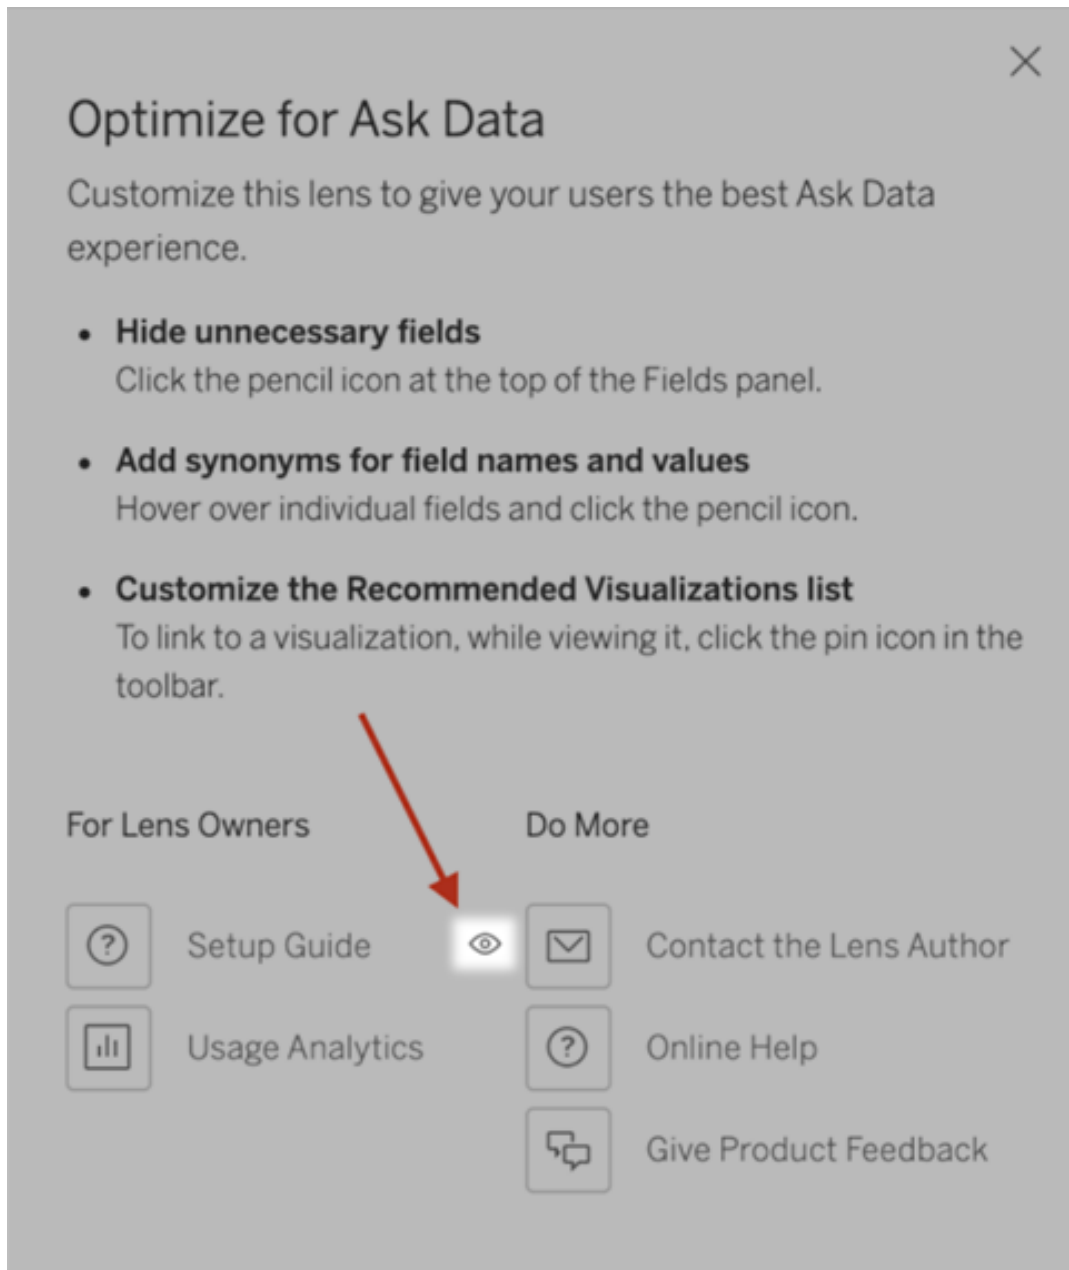 Optimize for Ask Data
Customize this lens to give your users the best Ask Data
experience.
• Hide unnecessary fields
Click the pencil icon at the top of the Fields panel.
• Add synonyms for field names and values
Hover over individual fields and click the pencil icon.
• Customize the Recommended Visualizations list
To link to a visualization, while viewing it, click the pin icon in the
toolbar.
For Lens Owners
Setup Guide
Usage Analytics
Do More
Contact the Lens Author
Online Help
Give Product Feedback